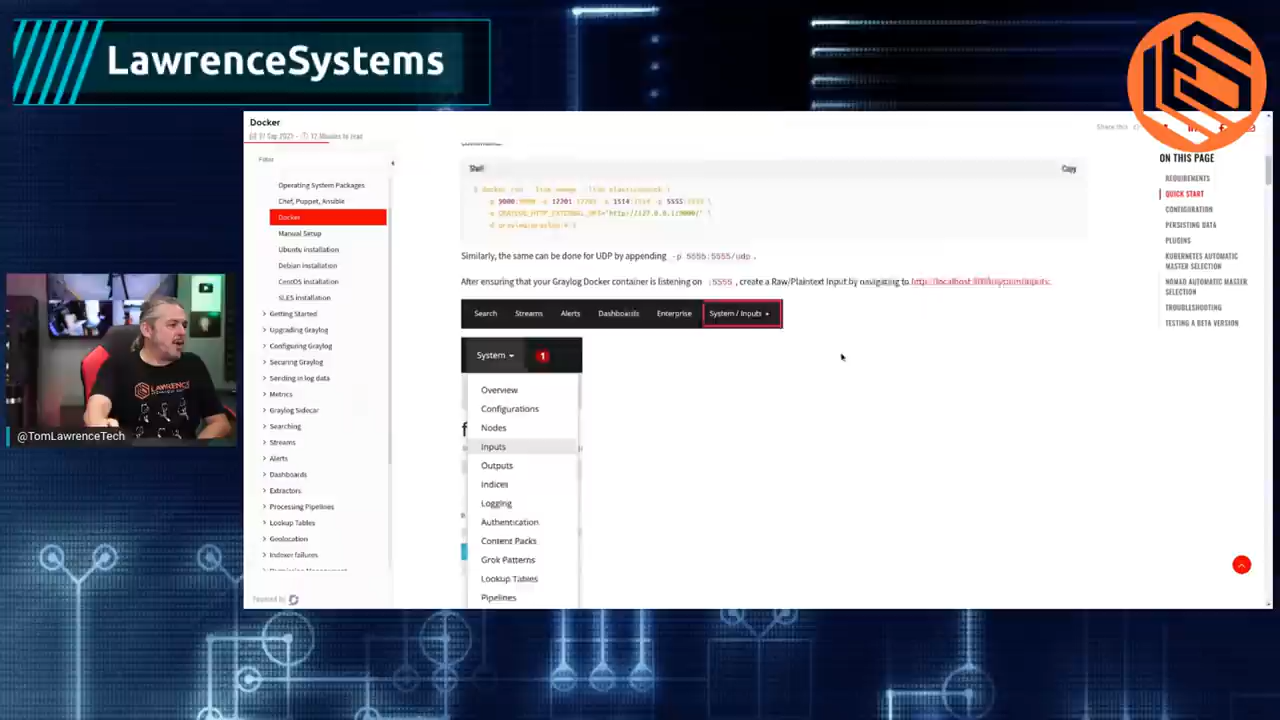 LawrenceSystems
Docker
Share this
Filter
Operating System Packages
Chef, Puppet, Ansible
Docker
Manual Setup
Ubuntu installation
Debian installation
CentOS installation
SLES installation
Getting Started
Upgrading Graylog
Configuring Graylog
Securing Graylog
Sending in log data
Metrics
Graylog Sidecar
Searching
Streams
Alerts
Dashboards
Extractors
Processing Pipelines
Lookup Tables
Geolocation
Indexer failures
Powered by
Shell
Copy
Similarly, the same can be done for UDP by appending -p 5555:5555/udp .
After ensuring that your Graylog Docker container is listening on :5555 , create a Raw/Plaintext Input by navigating to
Search Streams Alerts Dashboards Enterprise System / Inputs
System 1
Overview
Configurations
Nodes
Inputs
Outputs
Indices
Logging
Authentication
Content Packs
Grok Patterns
Lookup Tables
Pipelines
ON THIS PAGE
REQUIREMENTS
QUICK START
CONFIGURATION
PERSISTING DATA
PLUGINS
KUBERNETES AUTOMATIC
MASTER SELECTION
NOMAD AUTOMATIC MASTER
SELECTION
TROUBLESHOOTING
TESTING A BETA VERSION
LAWRENCE
@TomLawrenceTech